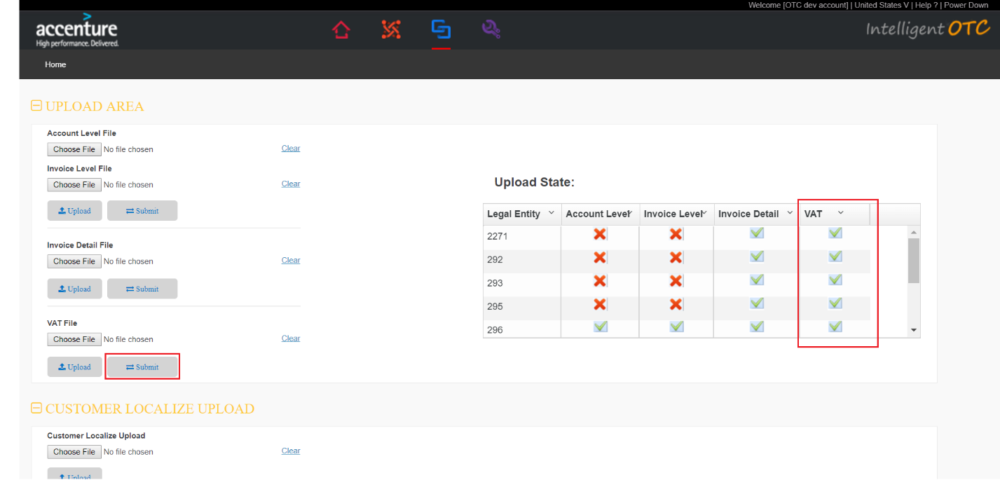 Welcome [OTC dev account] | United States V | Help ? | Power Down
accenture
High performance. Delivered.
Intelligent OTC
Home
UPLOAD AREA
Account Level File
Choose File No file chosen Clear
Invoice Level File
Choose File No file chosen Clear
Upload Submit
Invoice Detail File
Choose File No file chosen Clear
Upload Submit
VAT File
Choose File No file chosen Clear
Upload Submit
Upload State:
Legal Entity Account Level Invoice Level Invoice Detail VAT
2271
292
293
295
296
CUSTOMER LOCALIZE UPLOAD
Customer Localize Upload
Choose File No file chosen Clear
Upload